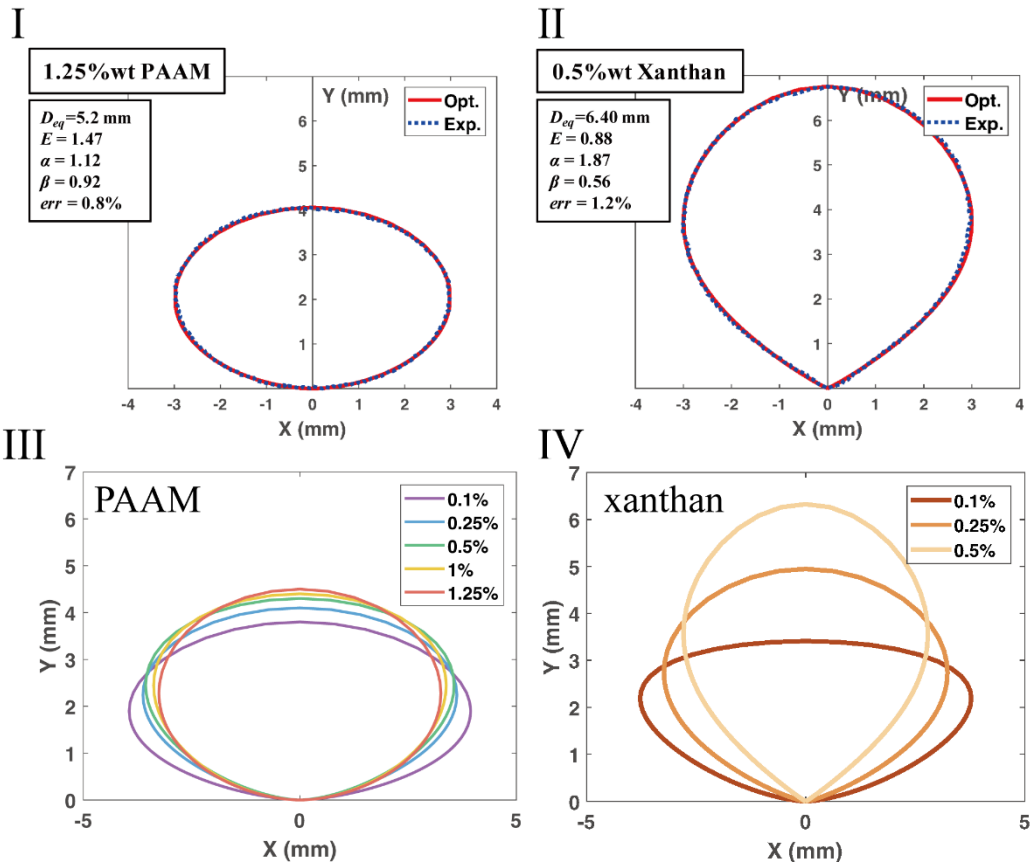 I
1.25%wt PAAM
D_eq=5.2 mm
E = 1.47
α = 1.12
β = 0.92
err = 0.8%
Y (mm)
Opt.
Exp.
6
5
4
3
2
1
0
-4 -3 -2 -1 0 1 2 3 4
X (mm)
II
0.5%wt Xanthan
D_eq=6.40 mm
E = 0.88
α = 1.87
β = 0.56
err = 1.2%
Y (mm)
Opt.
Exp.
6
5
4
3
2
1
0
-4 -3 -2 -1 0 1 2 3 4
X (mm)
III
PAAM
0.1%
0.25%
0.5%
1%
1.25%
Y (mm)
7
6
5
4
3
2
1
0
-5 0 5
X (mm)
IV
xanthan
0.1%
0.25%
0.5%
Y (mm)
7
6
5
4
3
2
1
0
-5 0 5
X (mm)